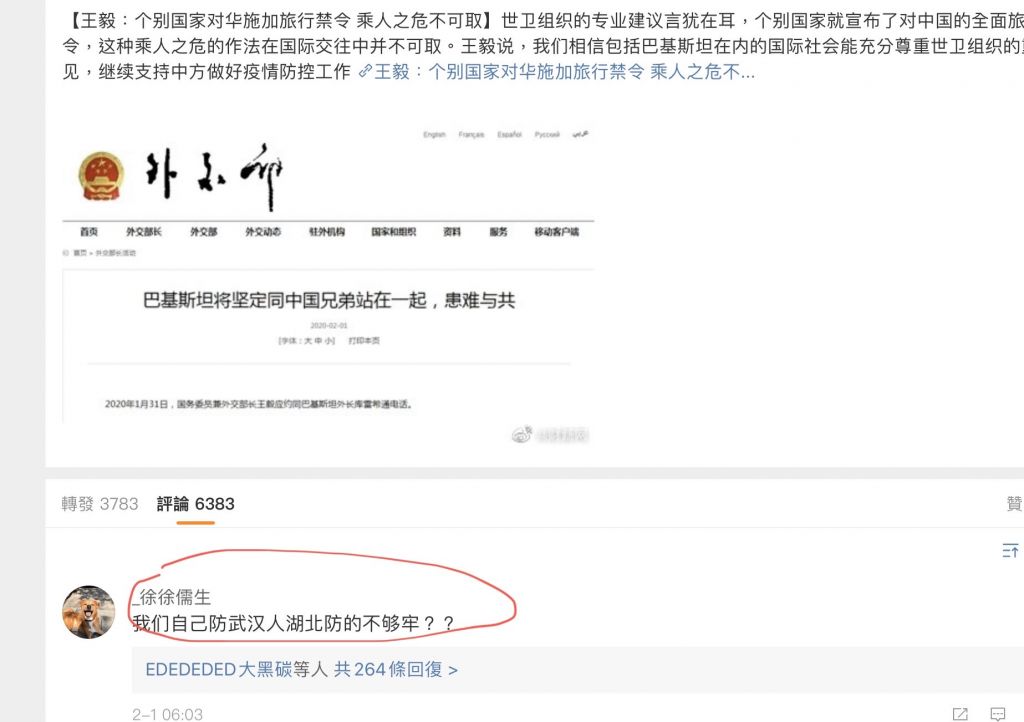 【王毅：个别国家对华施加旅行禁令 乘人之危不可取】世卫组织的专业建议言犹在耳，个别国家就宣布了对中国的全面旅
令，这种乘人之危的作法在国际交往中并不可取。王毅说，我们相信包括巴基斯坦在内的国际社会能充分尊重世卫组织的
见，继续支持中方做好疫情防控工作 王毅：个别国家对华施加旅行禁令 乘人之危不...
English Français Español Русский عربي
外交部
首页 外交部长 外交部 外交动态 驻外机构 国家和组织 资料 服务 移动客户端
首页 > 外交部长活动
巴基斯坦将坚定同中国兄弟站在一起，患难与共
2020-02-01
[字体：大 中 小] 打印本页
2020年1月31日，国务委员兼外交部长王毅应约同巴基斯坦外长库雷希通电话。
轉發 3783 評論 6383 贊
_徐徐儒生
我们自己防武汉人湖北防的不够牢？？
EDEDEDED大黑碳等人 共264條回復 >
2-1 06:03